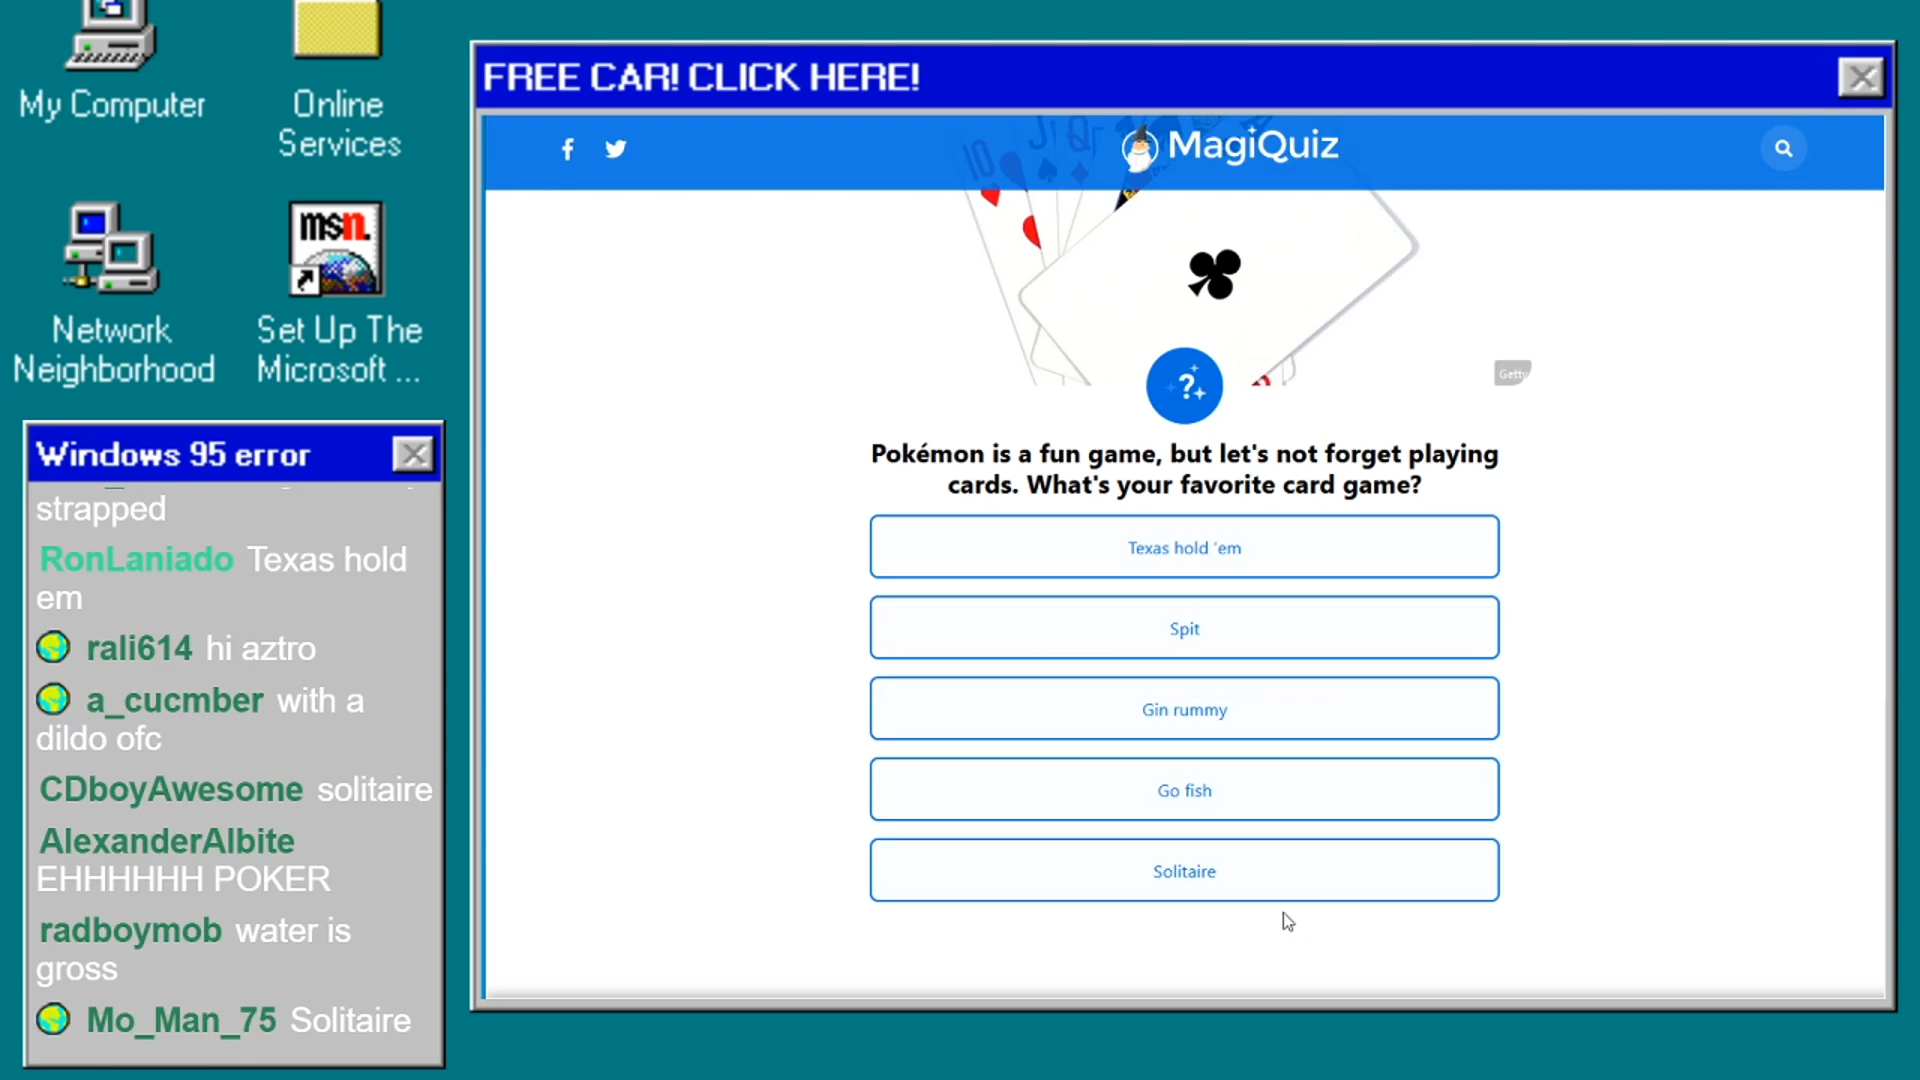 My Computer
Online
Services
Network
Neighborhood
msn.
Set Up The
Microsoft ...
Windows 95 error
strapped
RonLaniado Texas hold
em
rali614 hi aztro
a_cucmber with a
dildo ofc
CDboyAwesome solitaire
AlexanderAlbite
EHHHHHH POKER
radboymob water is
gross
Mo_Man_75 Solitaire
FREE CAR! CLICK HERE!
MagiQuiz
10 J Q
Getty
Pokémon is a fun game, but let's not forget playing
cards. What's your favorite card game?
Texas hold 'em
Spit
Gin rummy
Go fish
Solitaire